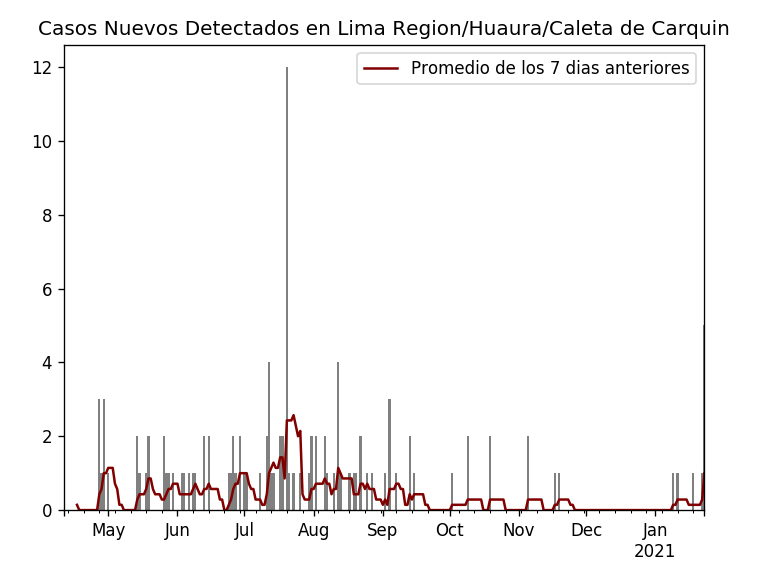 Casos Nuevos Detectados en Lima Region/Huaura/Caleta de Carquin
Promedio de los 7 dias anteriores
12
10
8
6
4
2
0
May Jun Jul Aug Sep Oct Nov Dec Jan
2021